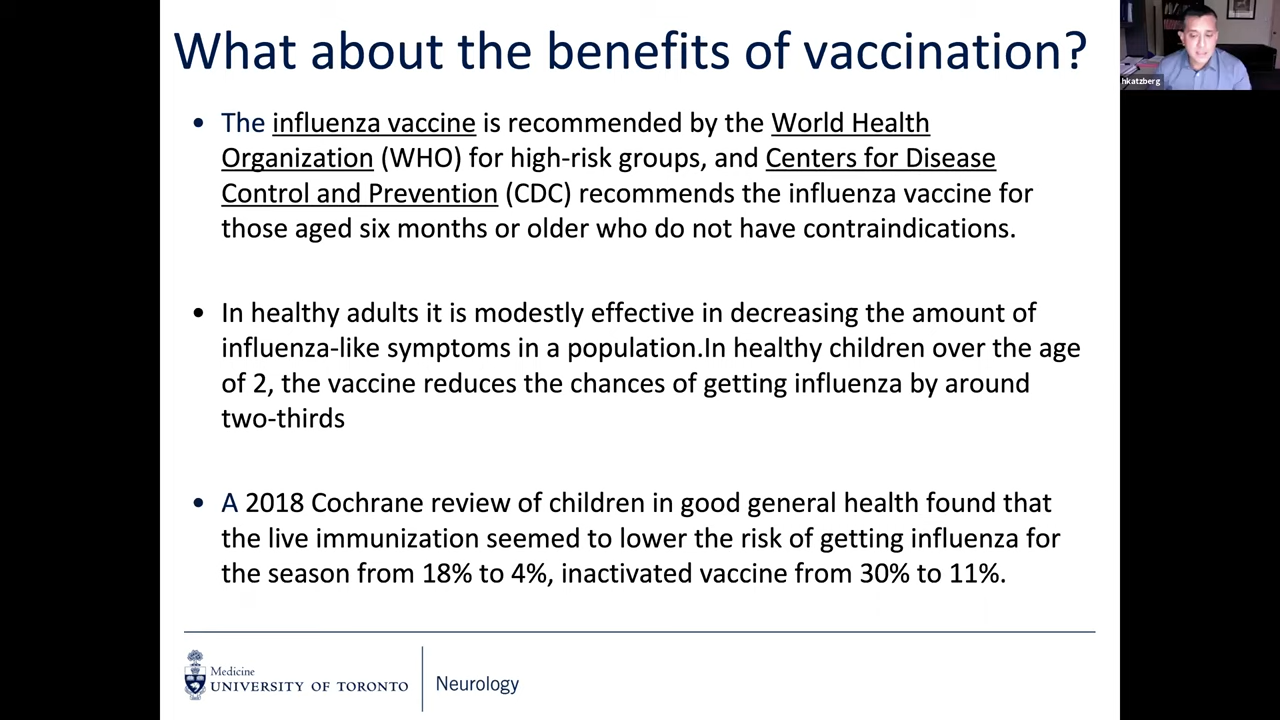 What about the benefits of vaccination?
hkatzberg
• The influenza vaccine is recommended by the World Health
Organization (WHO) for high-risk groups, and Centers for Disease
Control and Prevention (CDC) recommends the influenza vaccine for
those aged six months or older who do not have contraindications.
• In healthy adults it is modestly effective in decreasing the amount of
influenza-like symptoms in a population.In healthy children over the age
of 2, the vaccine reduces the chances of getting influenza by around
two-thirds
• A 2018 Cochrane review of children in good general health found that
the live immunization seemed to lower the risk of getting influenza for
the season from 18% to 4%, inactivated vaccine from 30% to 11%.
Medicine
UNIVERSITY OF TORONTO
Neurology